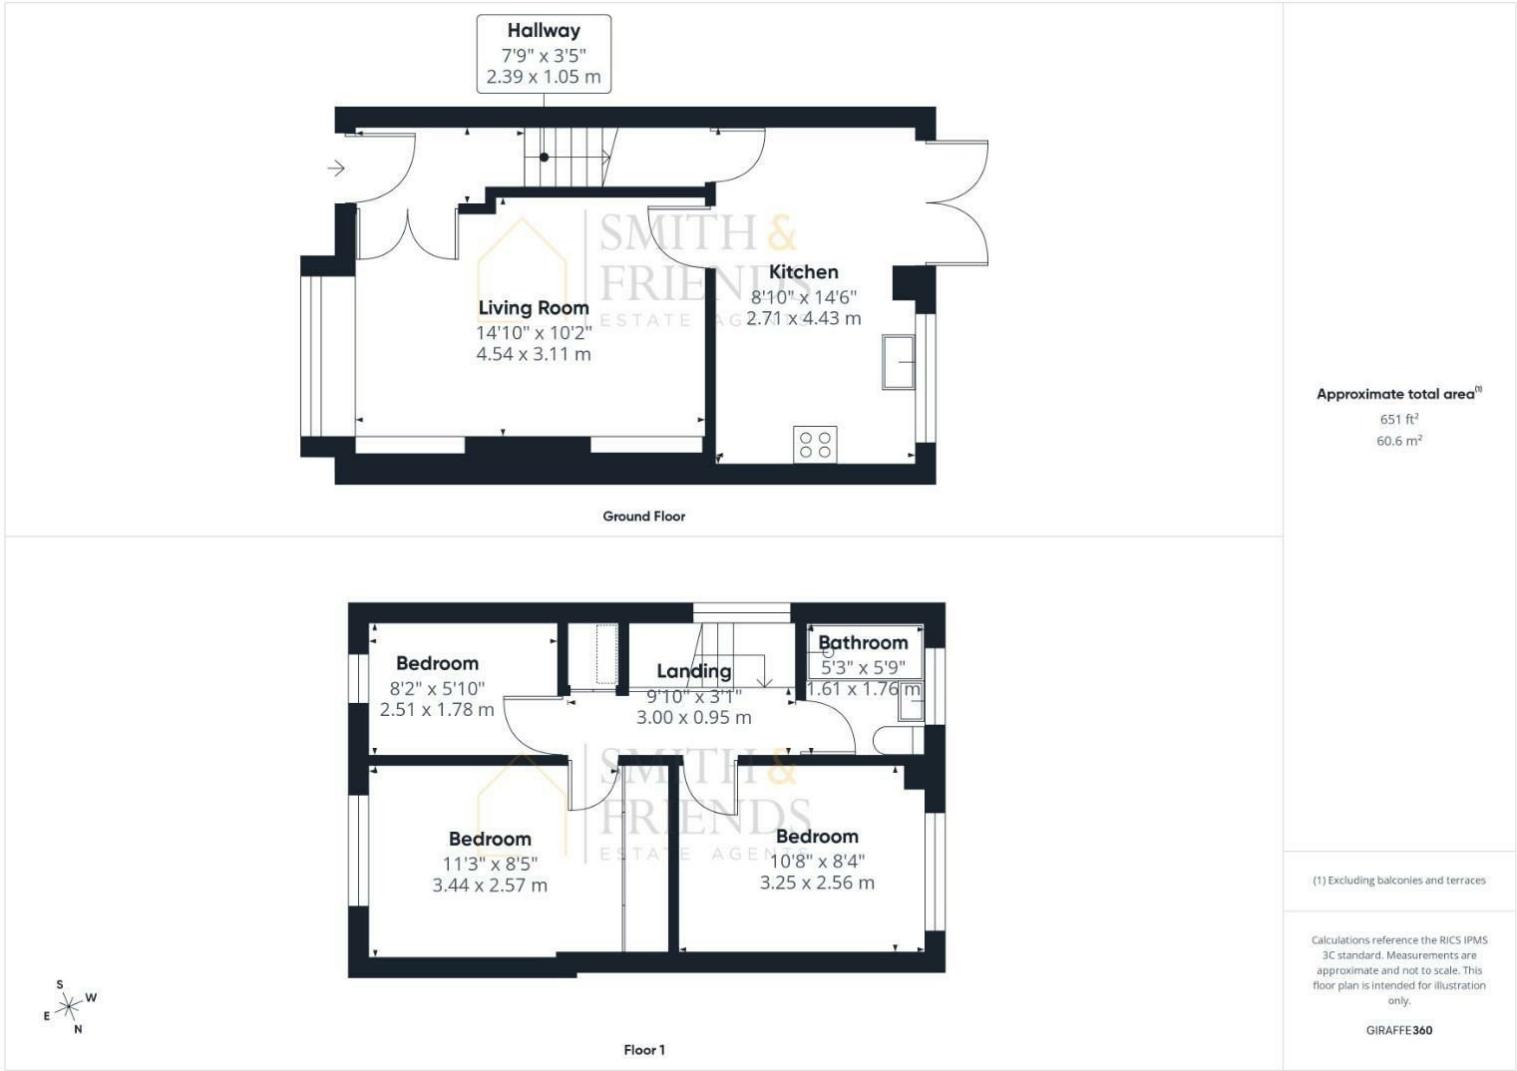 Hallway
7'9" x 3'5"
2.39 x 1.05 m
SMITH &
FRIENDS
ESTATE AGENTS
Living Room
14'10" x 10'2"
4.54 x 3.11 m
Kitchen
8'10" x 14'6"
2.71 x 4.43 m
Ground Floor
Bedroom
8'2" x 5'10"
2.51 x 1.78 m
Landing
9'10" x 3'1"
3.00 x 0.95 m
Bathroom
5'3" x 5'9"
1.61 x 1.76 m
SMITH &
FRIENDS
ESTATE AGENTS
Bedroom
11'3" x 8'5"
3.44 x 2.57 m
Bedroom
10'8" x 8'4"
3.25 x 2.56 m
S
W
E
N
Floor 1
Approximate total area(1)
651 ft²
60.6 m²
(1) Excluding balconies and terraces
Calculations reference the RICS IPMS
3C standard. Measurements are
approximate and not to scale. This
floor plan is intended for illustration
only.
GIRAFFE360